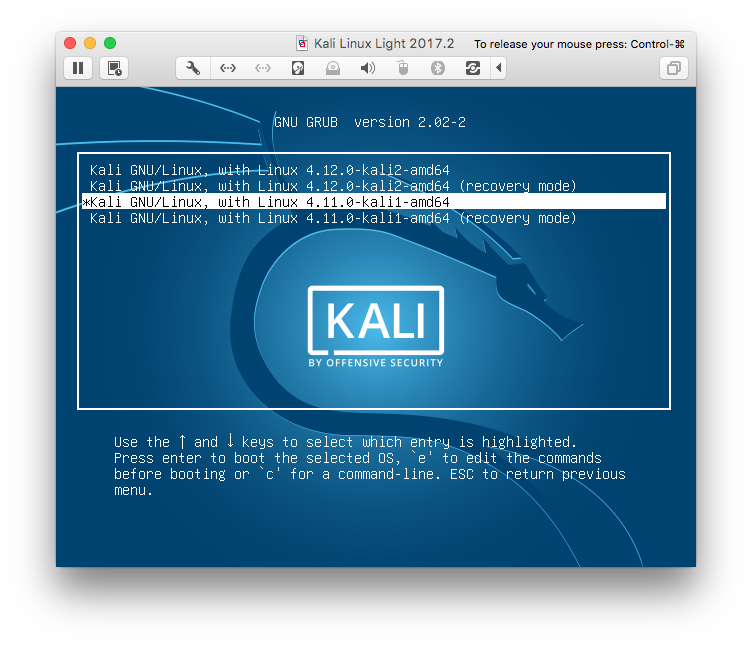 Kali Linux Light 2017.2
To release your mouse press: Control-⌘
GNU GRUB  version 2.02-2
Kali GNU/Linux, with Linux 4.12.0-kali2-amd64
Kali GNU/Linux, with Linux 4.12.0-kali2-amd64 (recovery mode)
*Kali GNU/Linux, with Linux 4.11.0-kali1-amd64
Kali GNU/Linux, with Linux 4.11.0-kali1-amd64 (recovery mode)
KALI
BY OFFENSIVE SECURITY
Use the ↑ and ↓ keys to select which entry is highlighted.
Press enter to boot the selected OS, `e' to edit the commands
before booting or `c' for a command-line. ESC to return previous
menu.